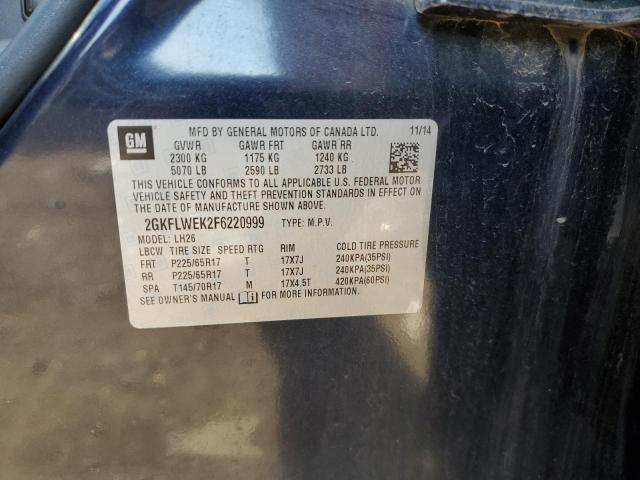 GM
MFD BY GENERAL MOTORS OF CANADA LTD. 11/14
GVWR GAWR FRT GAWR RR
2300 KG 1175 KG 1240 KG
5070 LB 2590 LB 2733 LB
THIS VEHICLE CONFORMS TO ALL APPLICABLE U.S. FEDERAL MOTOR
VEHICLE SAFETY AND THEFT PREVENTION STANDARDS IN EFFECT ON
THE DATE OF MANUFACTURE SHOWN ABOVE.
2GKFLWEK2F6220999 TYPE: M.P.V.
MODEL: LH26
LBCW TIRE SIZE SPEED RTG RIM COLD TIRE PRESSURE
FRT P225/65R17 T 17X7J 240KPA(35PSI)
RR P225/65R17 T 17X7J 240KPA(35PSI)
SPA T145/70R17 M 17X4.5T 420KPA(60PSI)
SEE OWNER'S MANUAL FOR MORE INFORMATION.